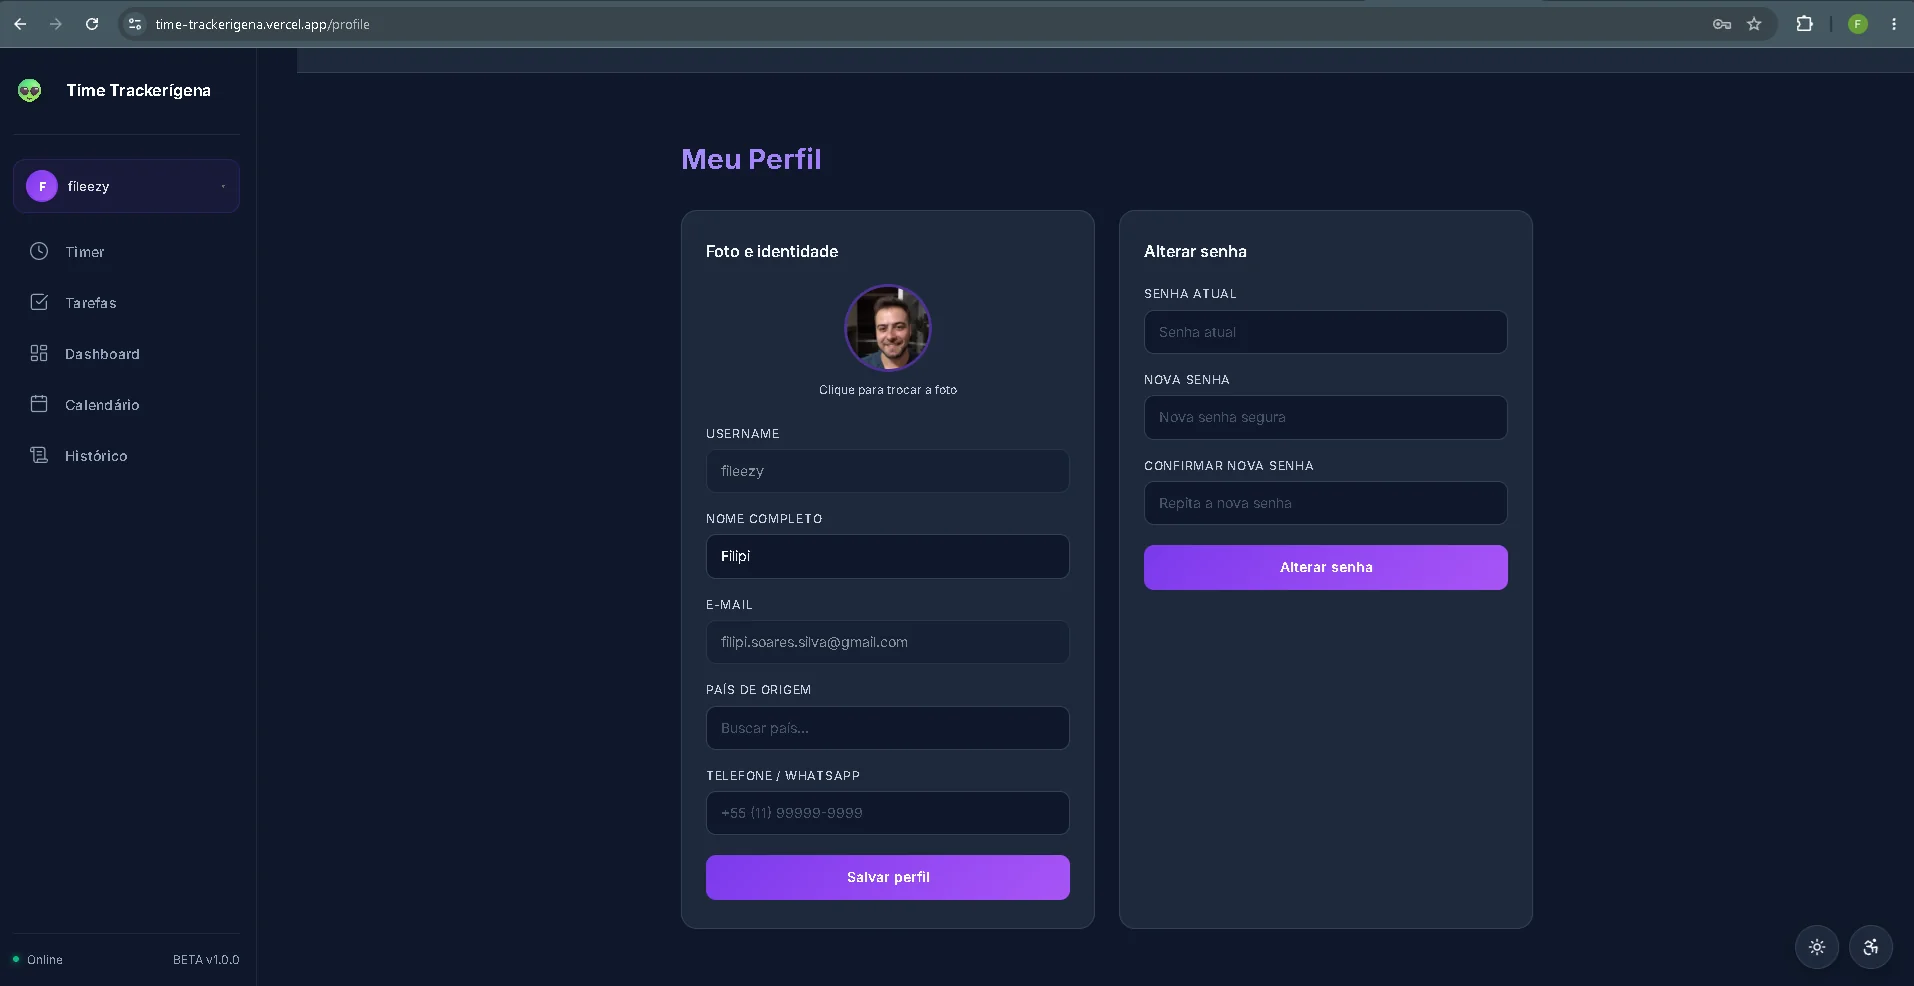 time-trackerigena.vercel.app/profile
F
Time Trackerígena
F fileezy
Timer
Tarefas
Dashboard
Calendário
Histórico
Online
BETA v1.0.0
Meu Perfil
Foto e identidade
Clique para trocar a foto
USERNAME
fileezy
NOME COMPLETO
Filipi
E-MAIL
filipi.soares.silva@gmail.com
PAÍS DE ORIGEM
Buscar país...
TELEFONE / WHATSAPP
+55 (11) 99999-9999
Salvar perfil
Alterar senha
SENHA ATUAL
Senha atual
NOVA SENHA
Nova senha segura
CONFIRMAR NOVA SENHA
Repita a nova senha
Alterar senha